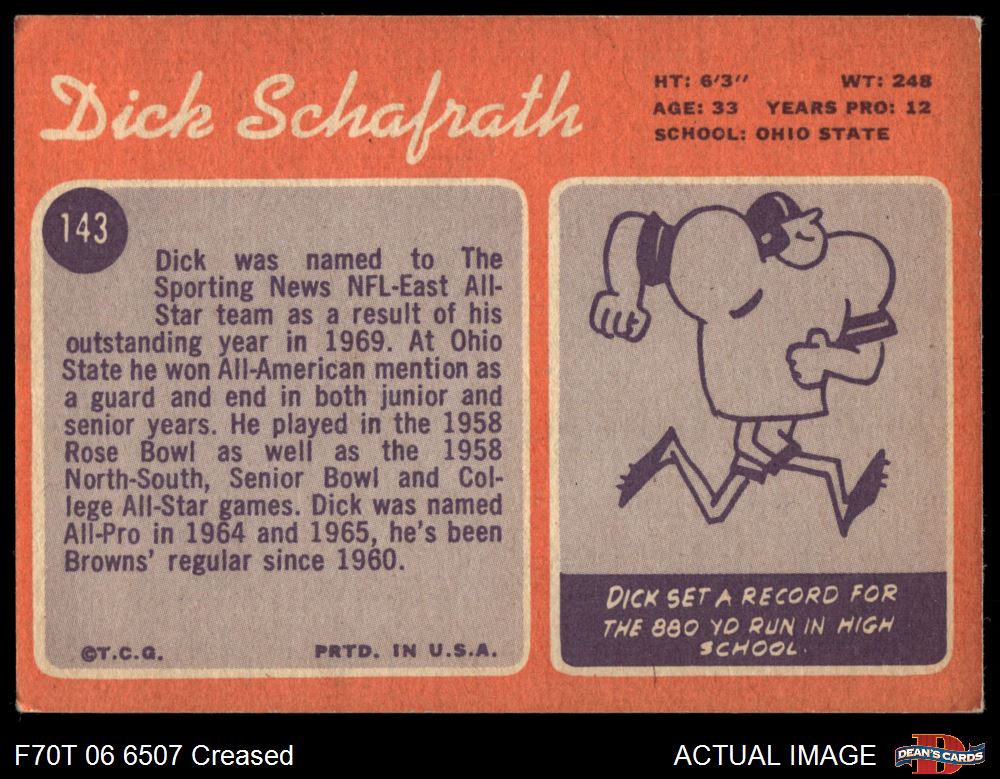 Dick Schafrath
HT: 6'3" WT: 248
AGE: 33 YEARS PRO: 12
SCHOOL: OHIO STATE
143
Dick was named to The
Sporting News NFL-East All-
Star team as a result of his
outstanding year in 1969. At Ohio
State he won All-American mention as
a guard and end in both junior and
senior years. He played in the 1958
Rose Bowl as well as the 1958
North-South, Senior Bowl and Col-
lege All-Star games. Dick was named
All-Pro in 1964 and 1965, he's been
Browns' regular since 1960.
©T.C.G. PRTD. IN U.S.A.
DICK SET A RECORD FOR
THE 880 YD RUN IN HIGH
SCHOOL.
F70T 06 6507 Creased
ACTUAL IMAGE
D
DEAN'S CARDS